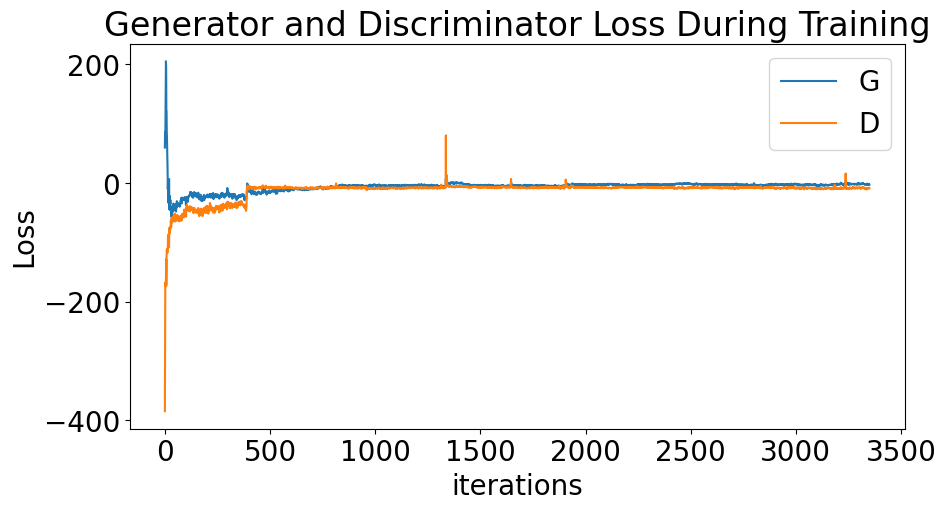 Generator and Discriminator Loss During Training
G
D
200
0
−200
−400
Loss
0 500 1000 1500 2000 2500 3000 3500
iterations